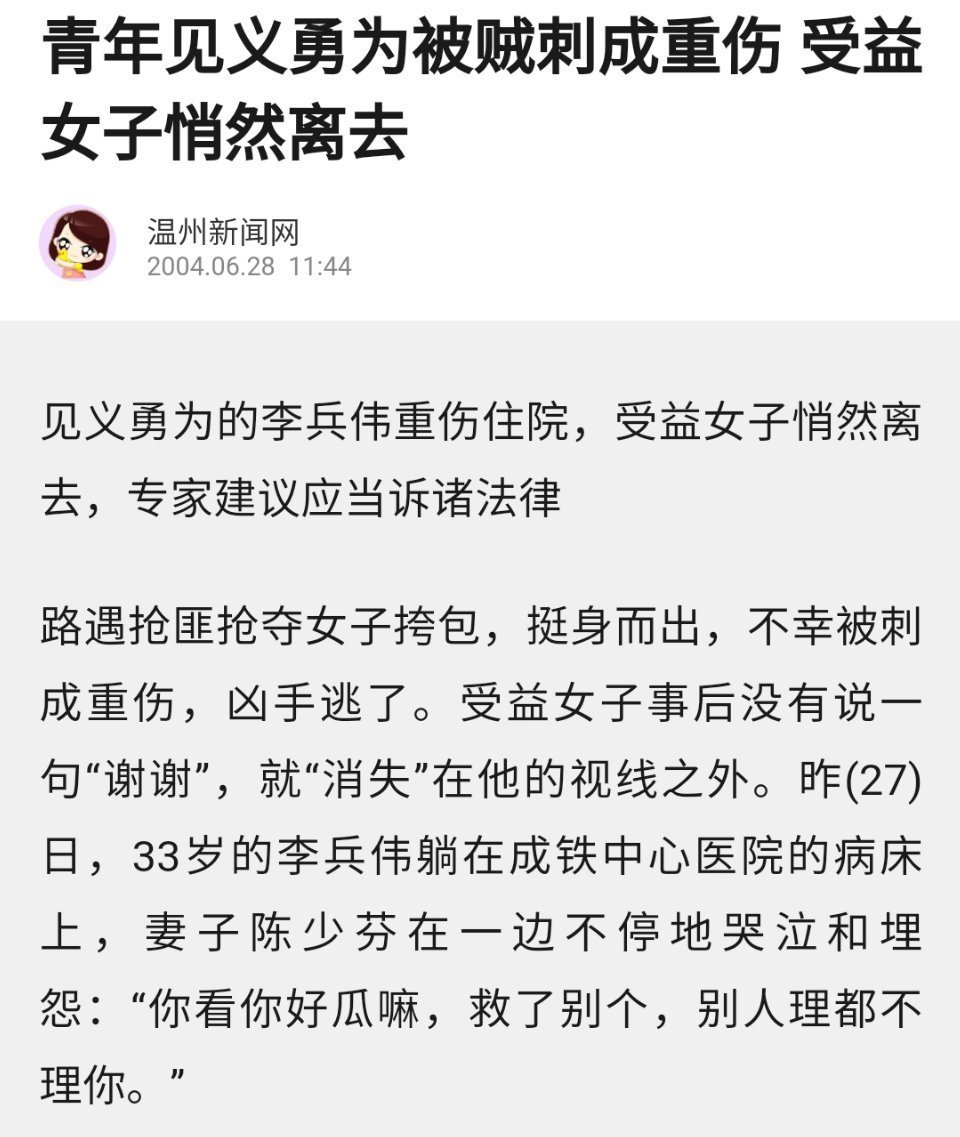 青年见义勇为被贼刺成重伤 受益
女子悄然离去
温州新闻网
2004.06.28 11:44
见义勇为的李兵伟重伤住院，受益女子悄然离
去，专家建议应当诉诸法律
路遇抢匪抢夺女子挎包，挺身而出，不幸被刺
成重伤，凶手逃了。受益女子事后没有说一
句“谢谢”，就“消失”在他的视线之外。昨(27)
日，33岁的李兵伟躺在成铁中心医院的病床
上，妻子陈少芬在一边不停地哭泣和埋
怨：“你看你好瓜嘛，救了别个，别人理都不
理你。”